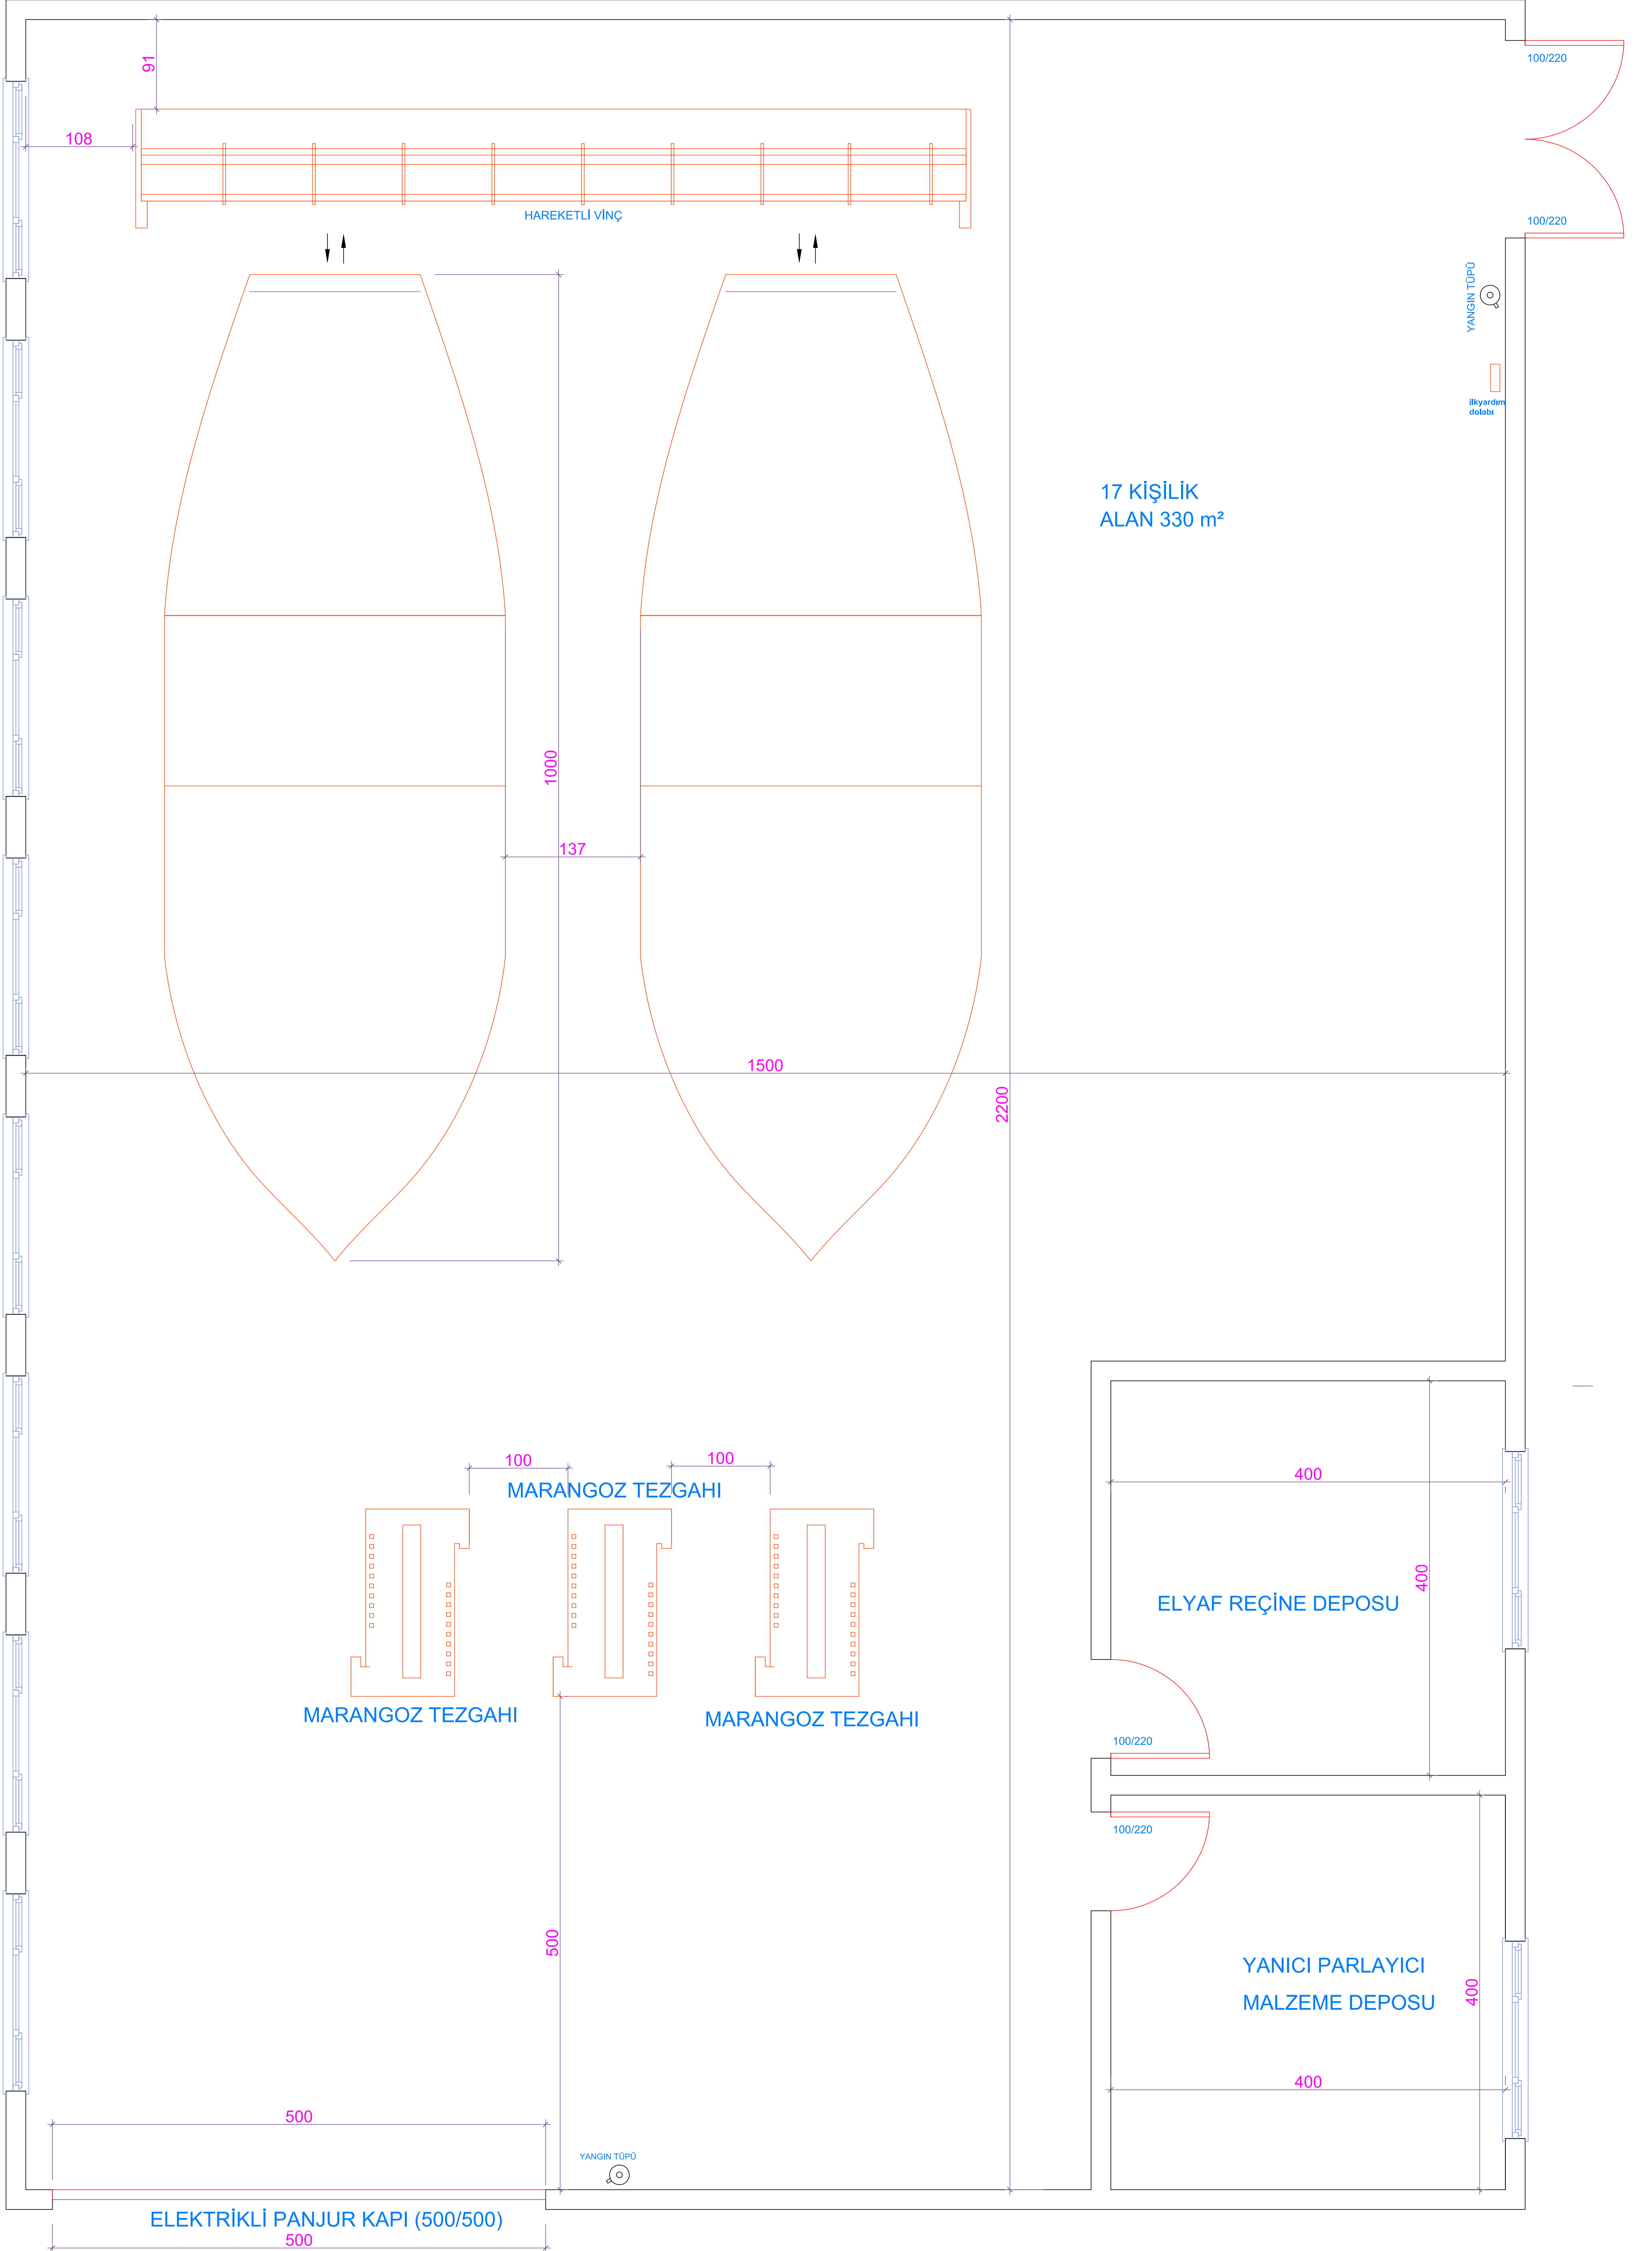 100/220
91
108
HAREKETLİ VİNÇ
100/220
YANGIN TÜPÜ
ilkyardım
dolabı
17 KİŞİLİK
ALAN 330 m²
1000
137
1500
2200
100
100
MARANGOZ TEZGAHI
400
400
ELYAF REÇİNE DEPOSU
MARANGOZ TEZGAHI
MARANGOZ TEZGAHI
100/220
100/220
500
YANICI PARLAYICI
MALZEME DEPOSU
400
400
500
YANGIN TÜPÜ
ELEKTRİKLİ PANJUR KAPI (500/500)
500